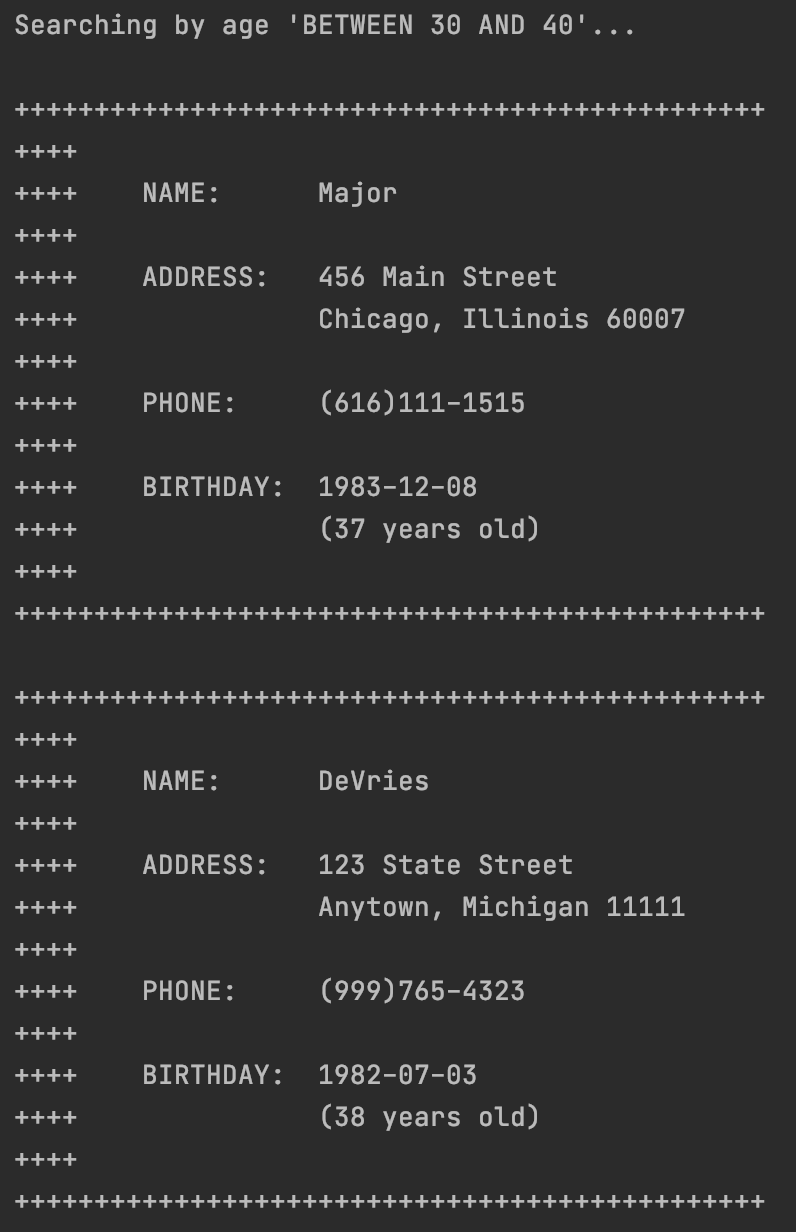 Searching by age 'BETWEEN 30 AND 40'...
+++++++++++++++++++++++++++++++++++++++++++++++
++++
++++    NAME:      Major
++++
++++    ADDRESS:   456 Main Street
++++               Chicago, Illinois 60007
++++
++++    PHONE:     (616)111-1515
++++
++++    BIRTHDAY:  1983-12-08
++++               (37 years old)
++++
+++++++++++++++++++++++++++++++++++++++++++++++
+++++++++++++++++++++++++++++++++++++++++++++++
++++
++++    NAME:      DeVries
++++
++++    ADDRESS:   123 State Street
++++               Anytown, Michigan 11111
++++
++++    PHONE:     (999)765-4323
++++
++++    BIRTHDAY:  1982-07-03
++++               (38 years old)
++++
+++++++++++++++++++++++++++++++++++++++++++++++